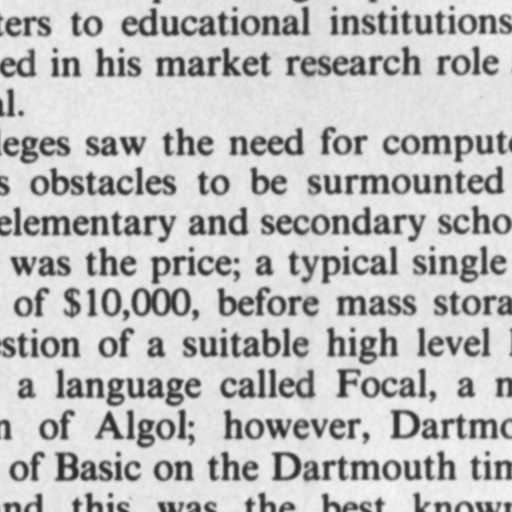 ters to educational institutions
ed in his market research role
al.
leges saw the need for compute
s obstacles to be surmounted
elementary and secondary scho
was the price; a typical single
of $10,000, before mass stora
stion of a suitable high level
a language called Focal, a
n of Algol; however, Dartmo
of Basic on the Dartmouth tim
and this was the best known